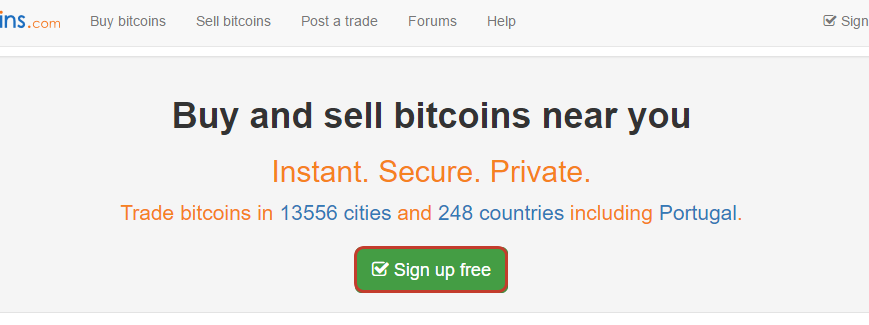 ins.com Buy bitcoins Sell bitcoins Post a trade Forums Help Sign
Buy and sell bitcoins near you
Instant. Secure. Private.
Trade bitcoins in 13556 cities and 248 countries including Portugal.
Sign up free